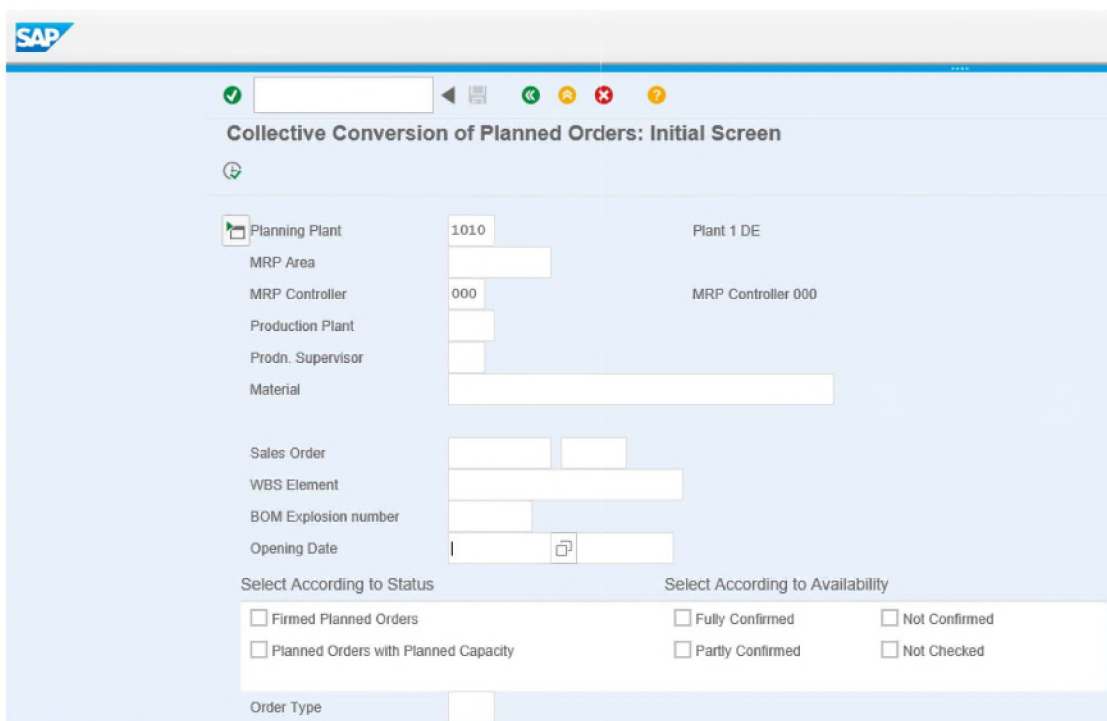 SAP
Collective Conversion of Planned Orders: Initial Screen
Planning Plant 1010 Plant 1 DE
MRP Area
MRP Controller 000 MRP Controller 000
Production Plant
Prodn. Supervisor
Material
Sales Order
WBS Element
BOM Explosion number
Opening Date
Select According to Status Select According to Availability
Firmed Planned Orders Fully Confirmed Not Confirmed
Planned Orders with Planned Capacity Partly Confirmed Not Checked
Order Type